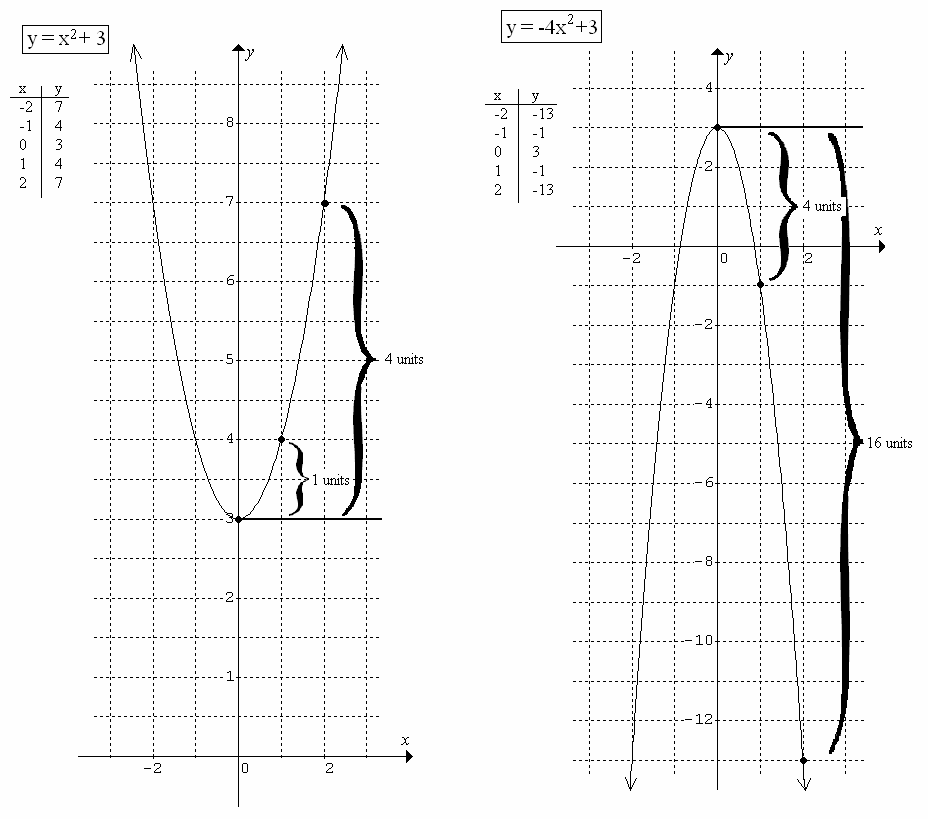 y = x²+ 3
x y
-2 7
-1 4
0 3
1 4
2 7
y
8
7
6
5
4 units
4
1 units
3
2
1
x
-2 0 2
y = -4x²+3
x y
-2 -13
-1 -1
0 3
1 -1
2 -13
y
4
2
4 units
x
-2 0 2
-2
-4
16 units
-6
-8
-10
-12